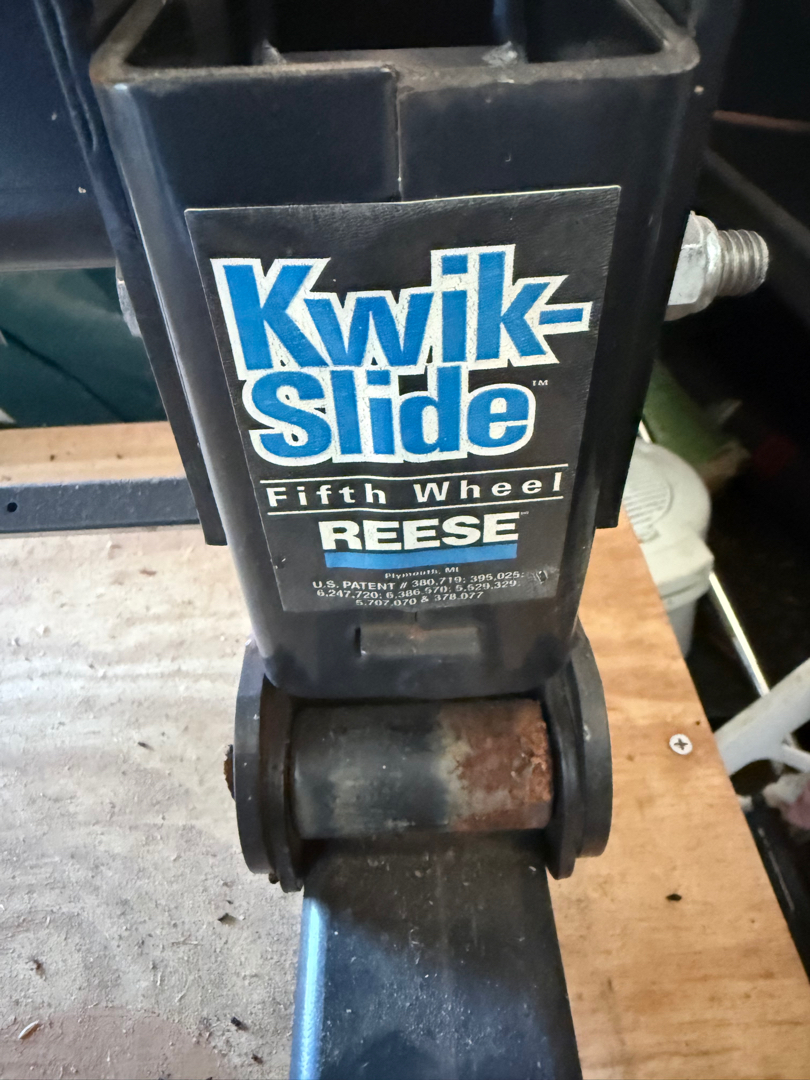 Kwik-
Slide™
Fifth Wheel
REESE™
Plymouth, MI
U.S. PATENT # 380,719; 395,025;
6,247,720; 6,386,570; 5,529,329;
5,707,070 & 378,077